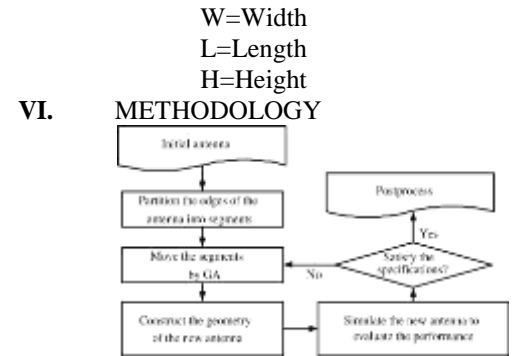 W=Width
L=Length
H=Height
VI. METHODOLOGY
Initial antenna
Partition the edges of the
antenna into segments
Move the segments
by GA
Construct the geometry
of the new antenna
Simulate the new antenna to
evaluate the performance
Satisfy the
specifications?
No
Yes
Postprocess